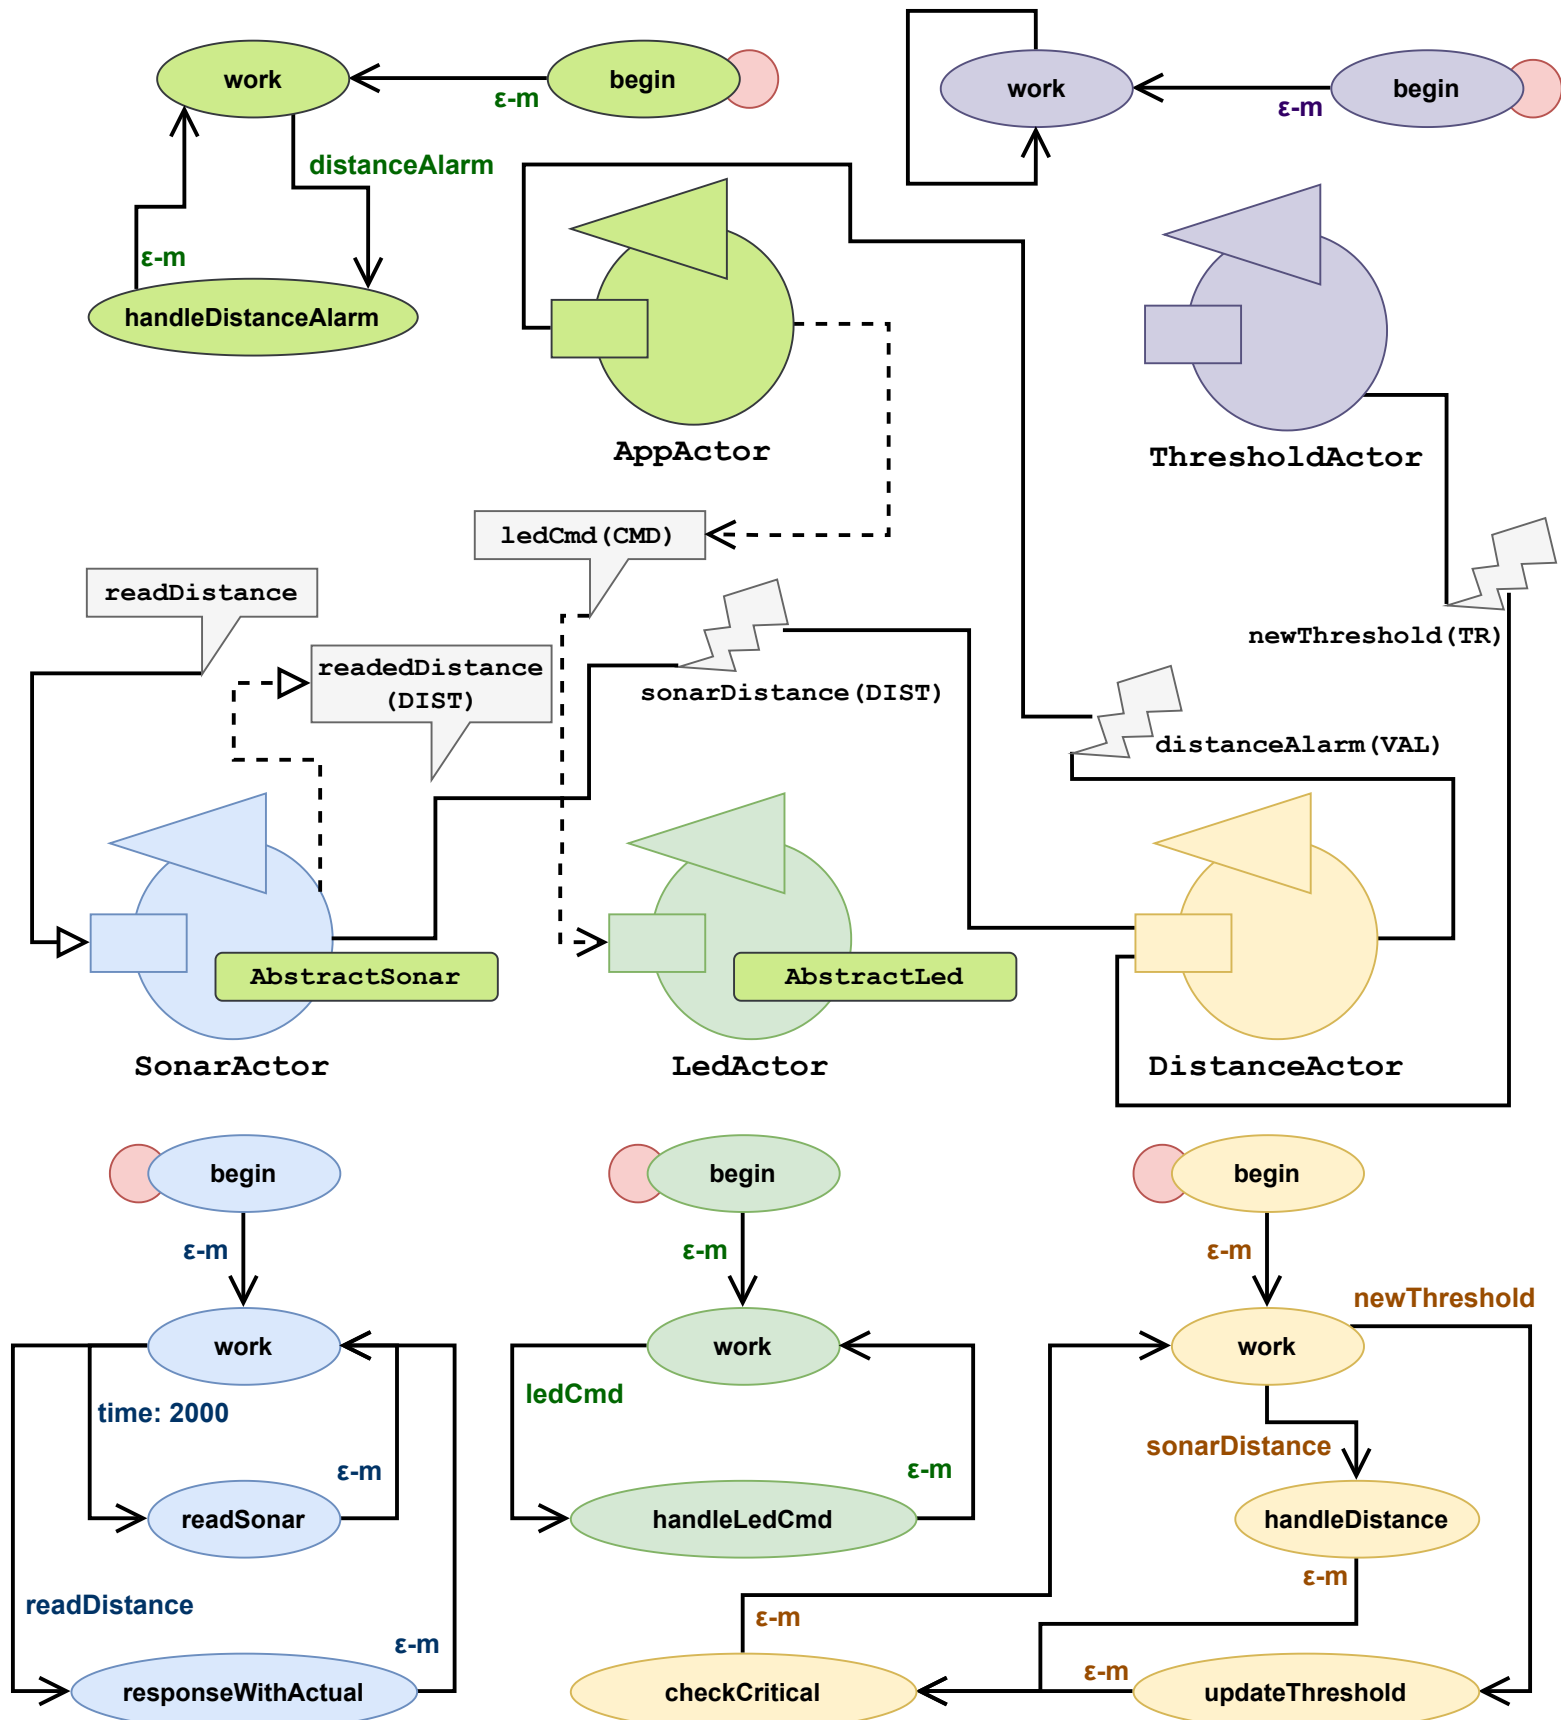 work
begin
ε-m
work
begin
ε-m
distanceAlarm
ε-m
handleDistanceAlarm
AppActor
ThresholdActor
ledCmd(CMD)
readDistance
newThreshold(TR)
readedDistance
(DIST)
sonarDistance(DIST)
distanceAlarm(VAL)
AbstractSonar
AbstractLed
SonarActor
LedActor
DistanceActor
begin
begin
begin
ε-m
ε-m
ε-m
newThreshold
work
work
work
ledCmd
time: 2000
sonarDistance
ε-m
ε-m
readSonar
handleLedCmd
handleDistance
ε-m
readDistance
ε-m
ε-m
ε-m
responseWithActual
checkCritical
updateThreshold